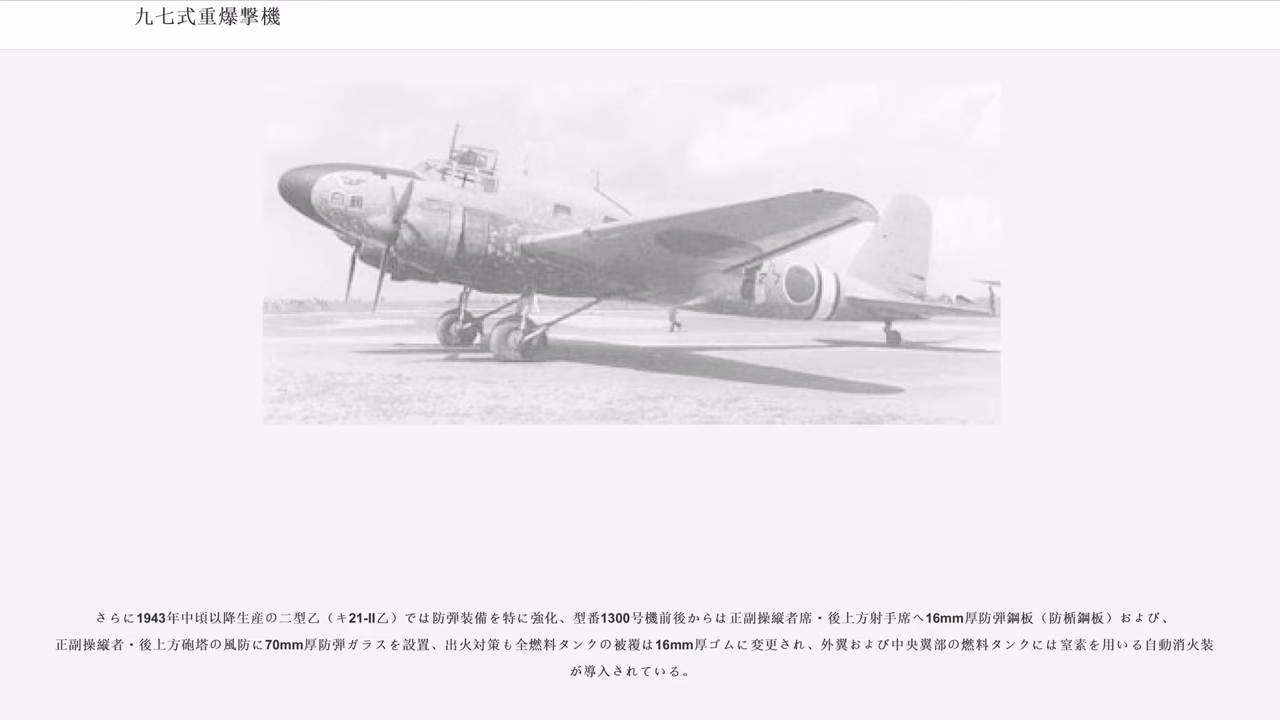 九七式重爆撃機
さらに1943年中頃以降生産の二型乙（キ21-II乙）では防弾装備を特に強化、型番1300号機前後からは正副操縦者席・後上方射手席へ16mm厚防弾鋼板（防楯鋼板）および、
正副操縦者・後上方砲塔の風防に70mm厚防弾ガラスを設置、出火対策も全燃料タンクの被覆は16mm厚ゴムに変更され、外翼および中央翼部の燃料タンクには窒素を用いる自動消火装
が導入されている。